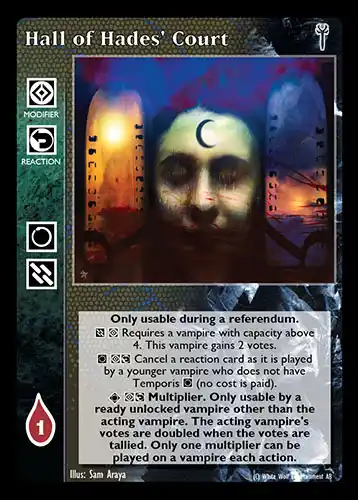 Hall of Hades' Court
MODIFIER
REACTION
Only usable during a referendum.
Requires a vampire with capacity above
4. This vampire gains 2 votes.
Cancel a reaction card as it is played
by a younger vampire who does not have
Temporis (no cost is paid).
Multiplier. Only usable by a
ready unlocked vampire other than the
acting vampire. The acting vampire's
votes are doubled when the votes are
tallied. Only one multiplier can be
played on a vampire each action.
1
Illus: Sam Araya
(C) White Wolf Entertainment AB